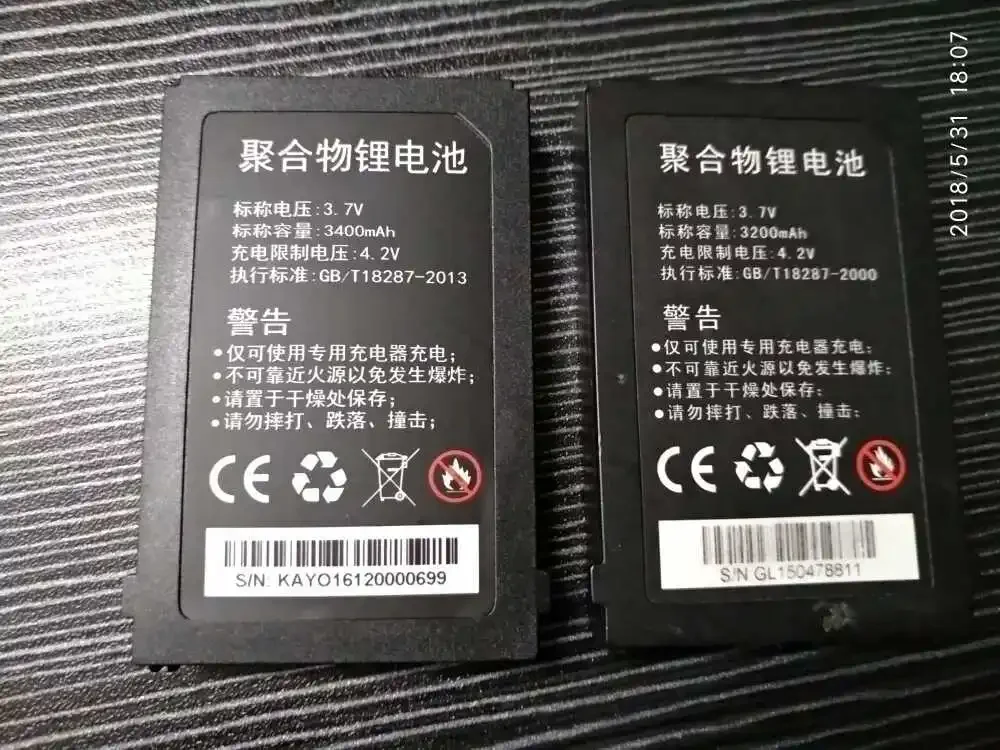 聚合物锂电池
标称电压:3.7V
标称容量:3400mAh
充电限制电压:4.2V
执行标准:GB/T18287-2013
警告
•仅可使用专用充电器充电;
•不可靠近火源以免发生爆炸;
•请置于干燥处保存;
•请勿摔打、跌落、撞击;
CE
S/N: KAYO16120000699
聚合物锂电池
标称电压:3.7V
标称容量:3200mAh
充电限制电压:4.2V
执行标准:GB/T18287-2000
警告
•仅可使用专用充电器充电;
•不可靠近火源以免发生爆炸;
•请置于干燥处保存;
•请勿摔打、跌落、撞击;
CE
S/N GL150478811
2018/5/31 18:07